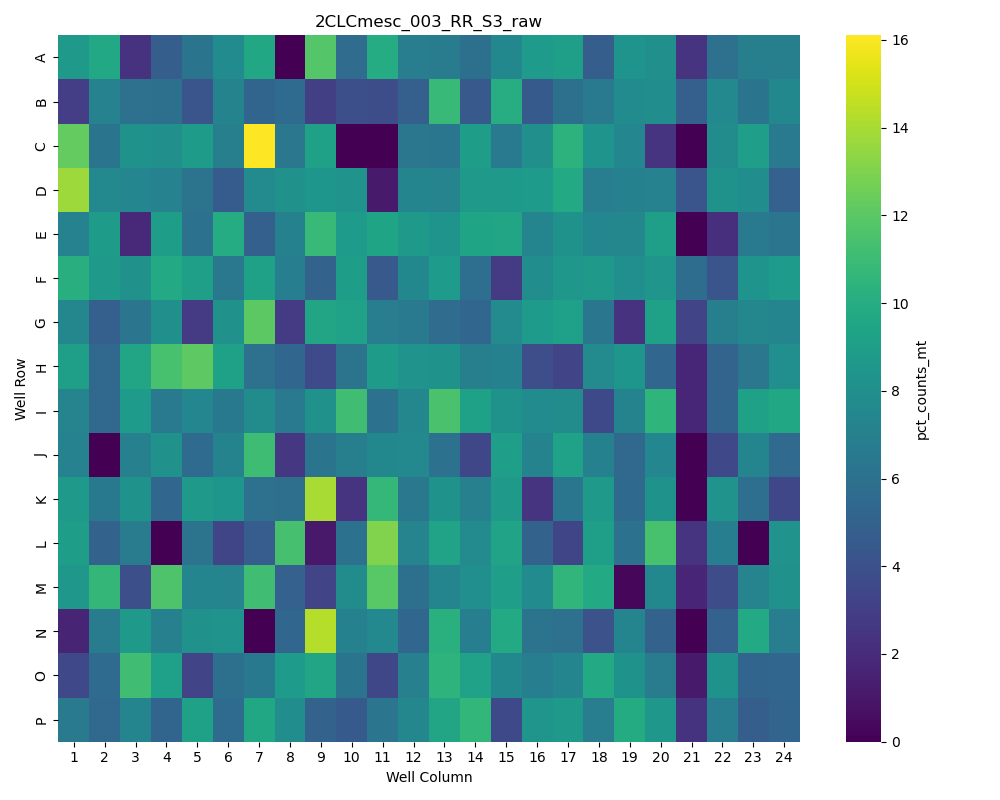 2CLCmesc_003_RR_S3_raw
A
B
C
D
E
F
G
H
I
J
K
L
M
N
O
P
Well Row
1 2 3 4 5 6 7 8 9 10 11 12 13 14 15 16 17 18 19 20 21 22 23 24
Well Column
16
14
12
10
8
6
4
2
0
pct_counts_mt